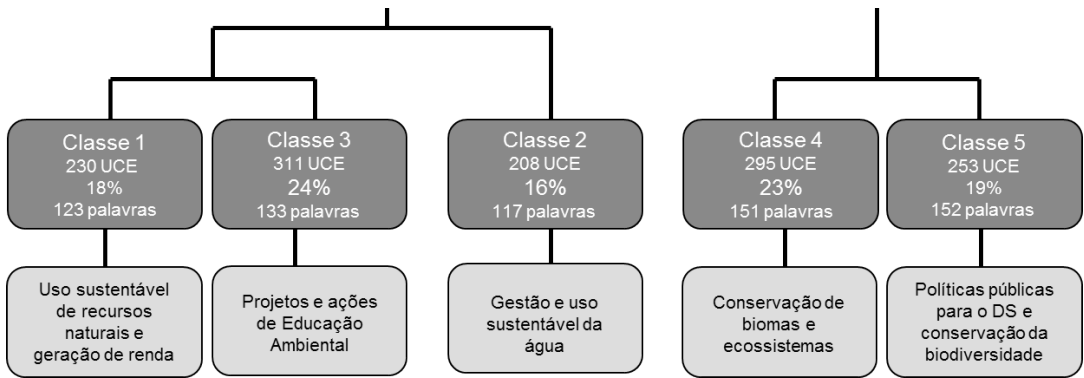 Classe 1
230 UCE
18%
123 palavras
Classe 3
311 UCE
24%
133 palavras
Classe 2
208 UCE
16%
117 palavras
Classe 4
295 UCE
23%
151 palavras
Classe 5
253 UCE
19%
152 palavras
Uso sustentável
de recursos
naturais e
geração de renda
Projetos e ações
de Educação
Ambiental
Gestão e uso
sustentável da
água
Conservação de
biomas e
ecossistemas
Políticas públicas
para o DS e
conservação da
biodiversidade